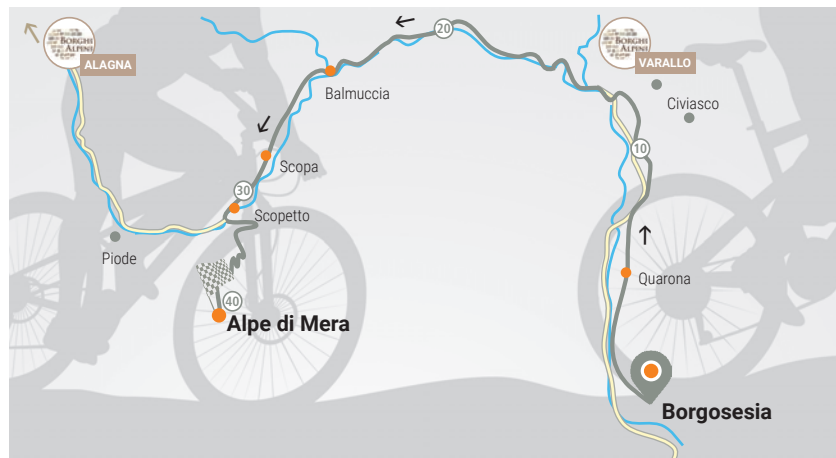 BORGHI
ALPINI
ALAGNA
20
BORGHI
ALPINI
VARALLO
Balmuccia
Civiasco
10
Scopa
30
Scopetto
Piode
Quarona
40
Alpe di Mera
Borgosesia